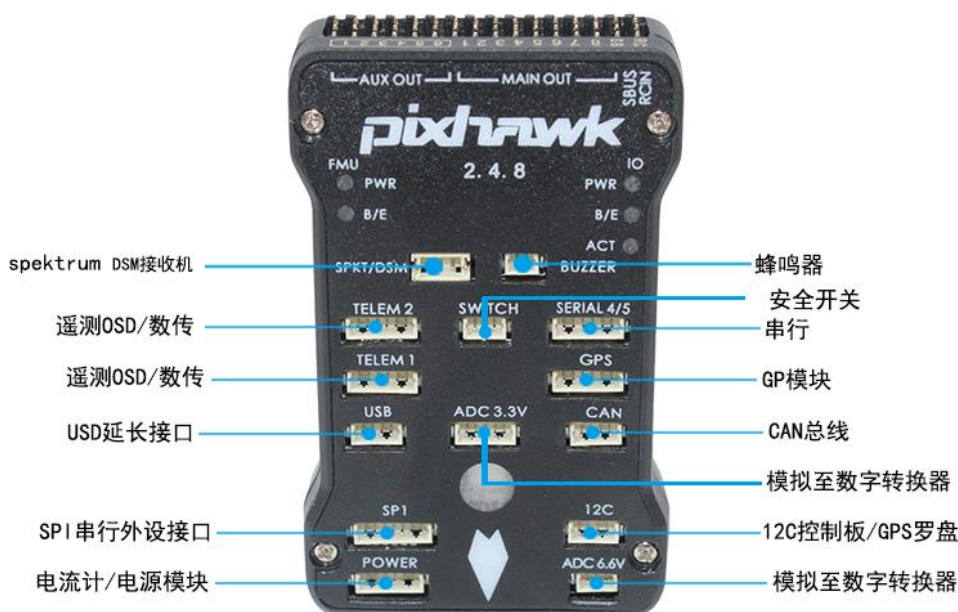 AUX OUT MAIN OUT
SBUS
RCIN
pixhawk
2.4.8
FMU IO
PWR PWR
B/E B/E
ACT
spektrum DSM接收机 SPKT/DSM BUZZER 蜂鸣器
安全开关
TELEM 2 SWITCH SERIAL 4/5
遥测OSD/数传 串行
TELEM 1 GPS
遥测OSD/数传 GP模块
USB ADC 3.3V CAN
USD延长接口 CAN总线
模拟至数字转换器
SP1 12C
SPI串行外设接口 12C控制板/GPS罗盘
POWER ADC 6.6V
电流计/电源模块 模拟至数字转换器